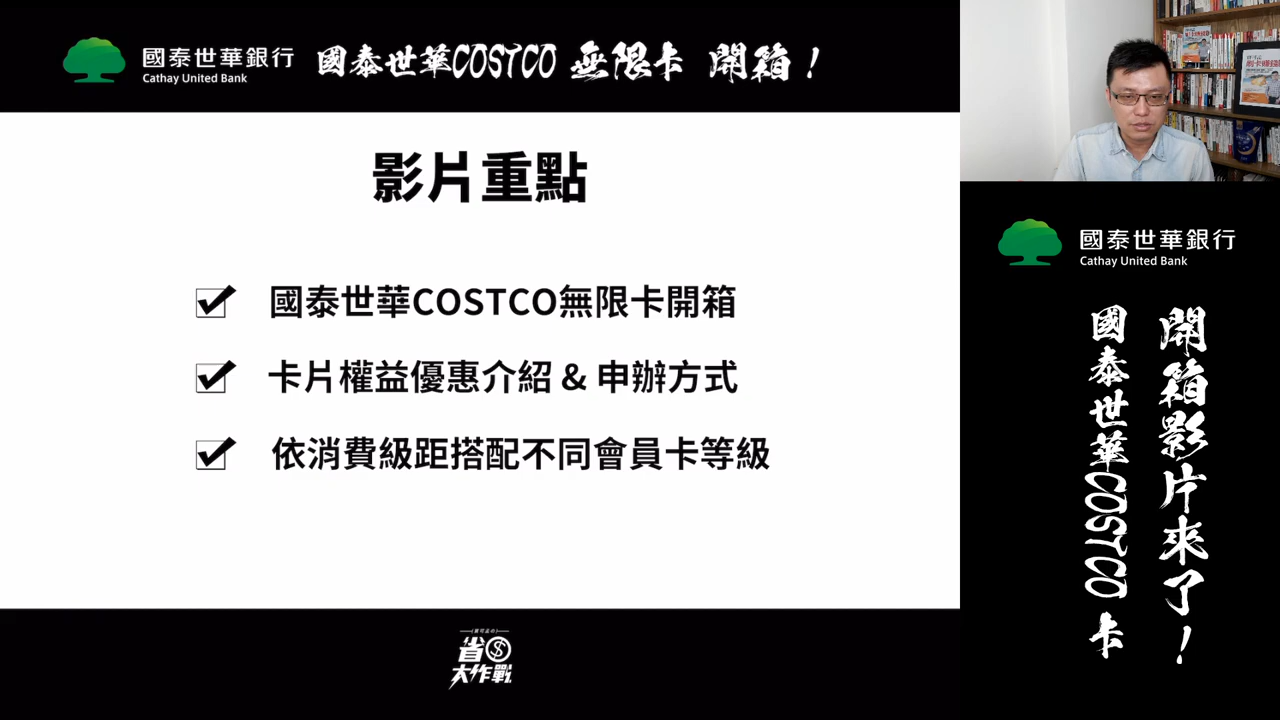 國泰世華銀行
Cathay United Bank
國泰世華COSTCO 無限卡 開箱！
影片重點
國泰世華COSTCO無限卡開箱
卡片權益優惠介紹 & 申辦方式
依消費級距搭配不同會員卡等級
省$
大作戰
國泰世華銀行
Cathay United Bank
開箱影片來了！
國泰世華COSTCO卡